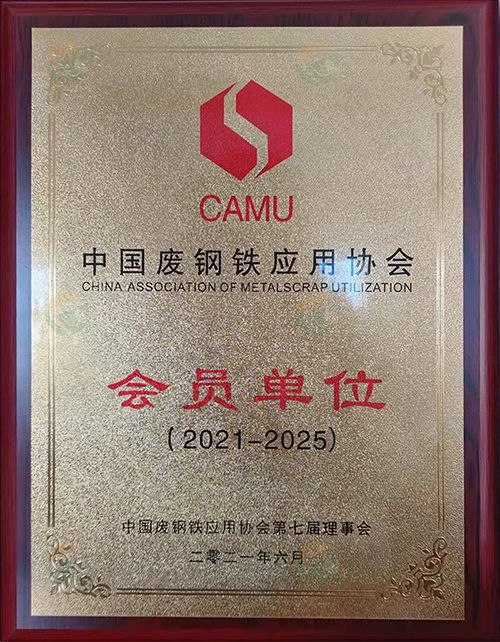 CAMU
中国废钢铁应用协会
CHINA ASSOCIATION OF METALSCRAP UTILIZATION
会员单位
(2021-2025)
中国废钢铁应用协会第七届理事会
二零二一年六月